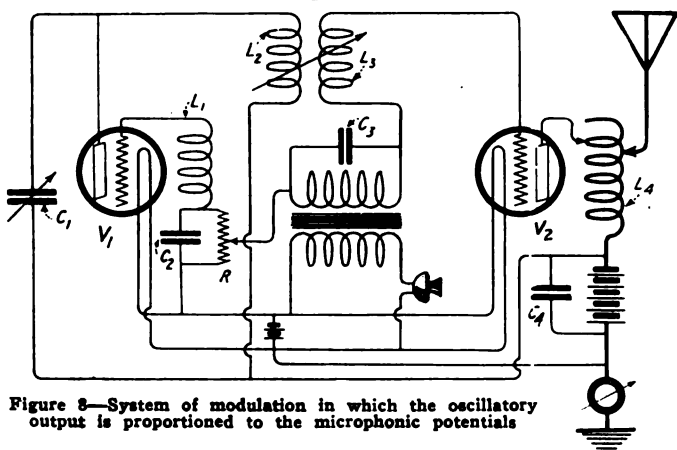 L2
L3
L1
C3
C1
V1
C2
R
V2
L4
C4
Figure 8—System of modulation in which the oscillatory
output is proportioned to the microphonic potentials